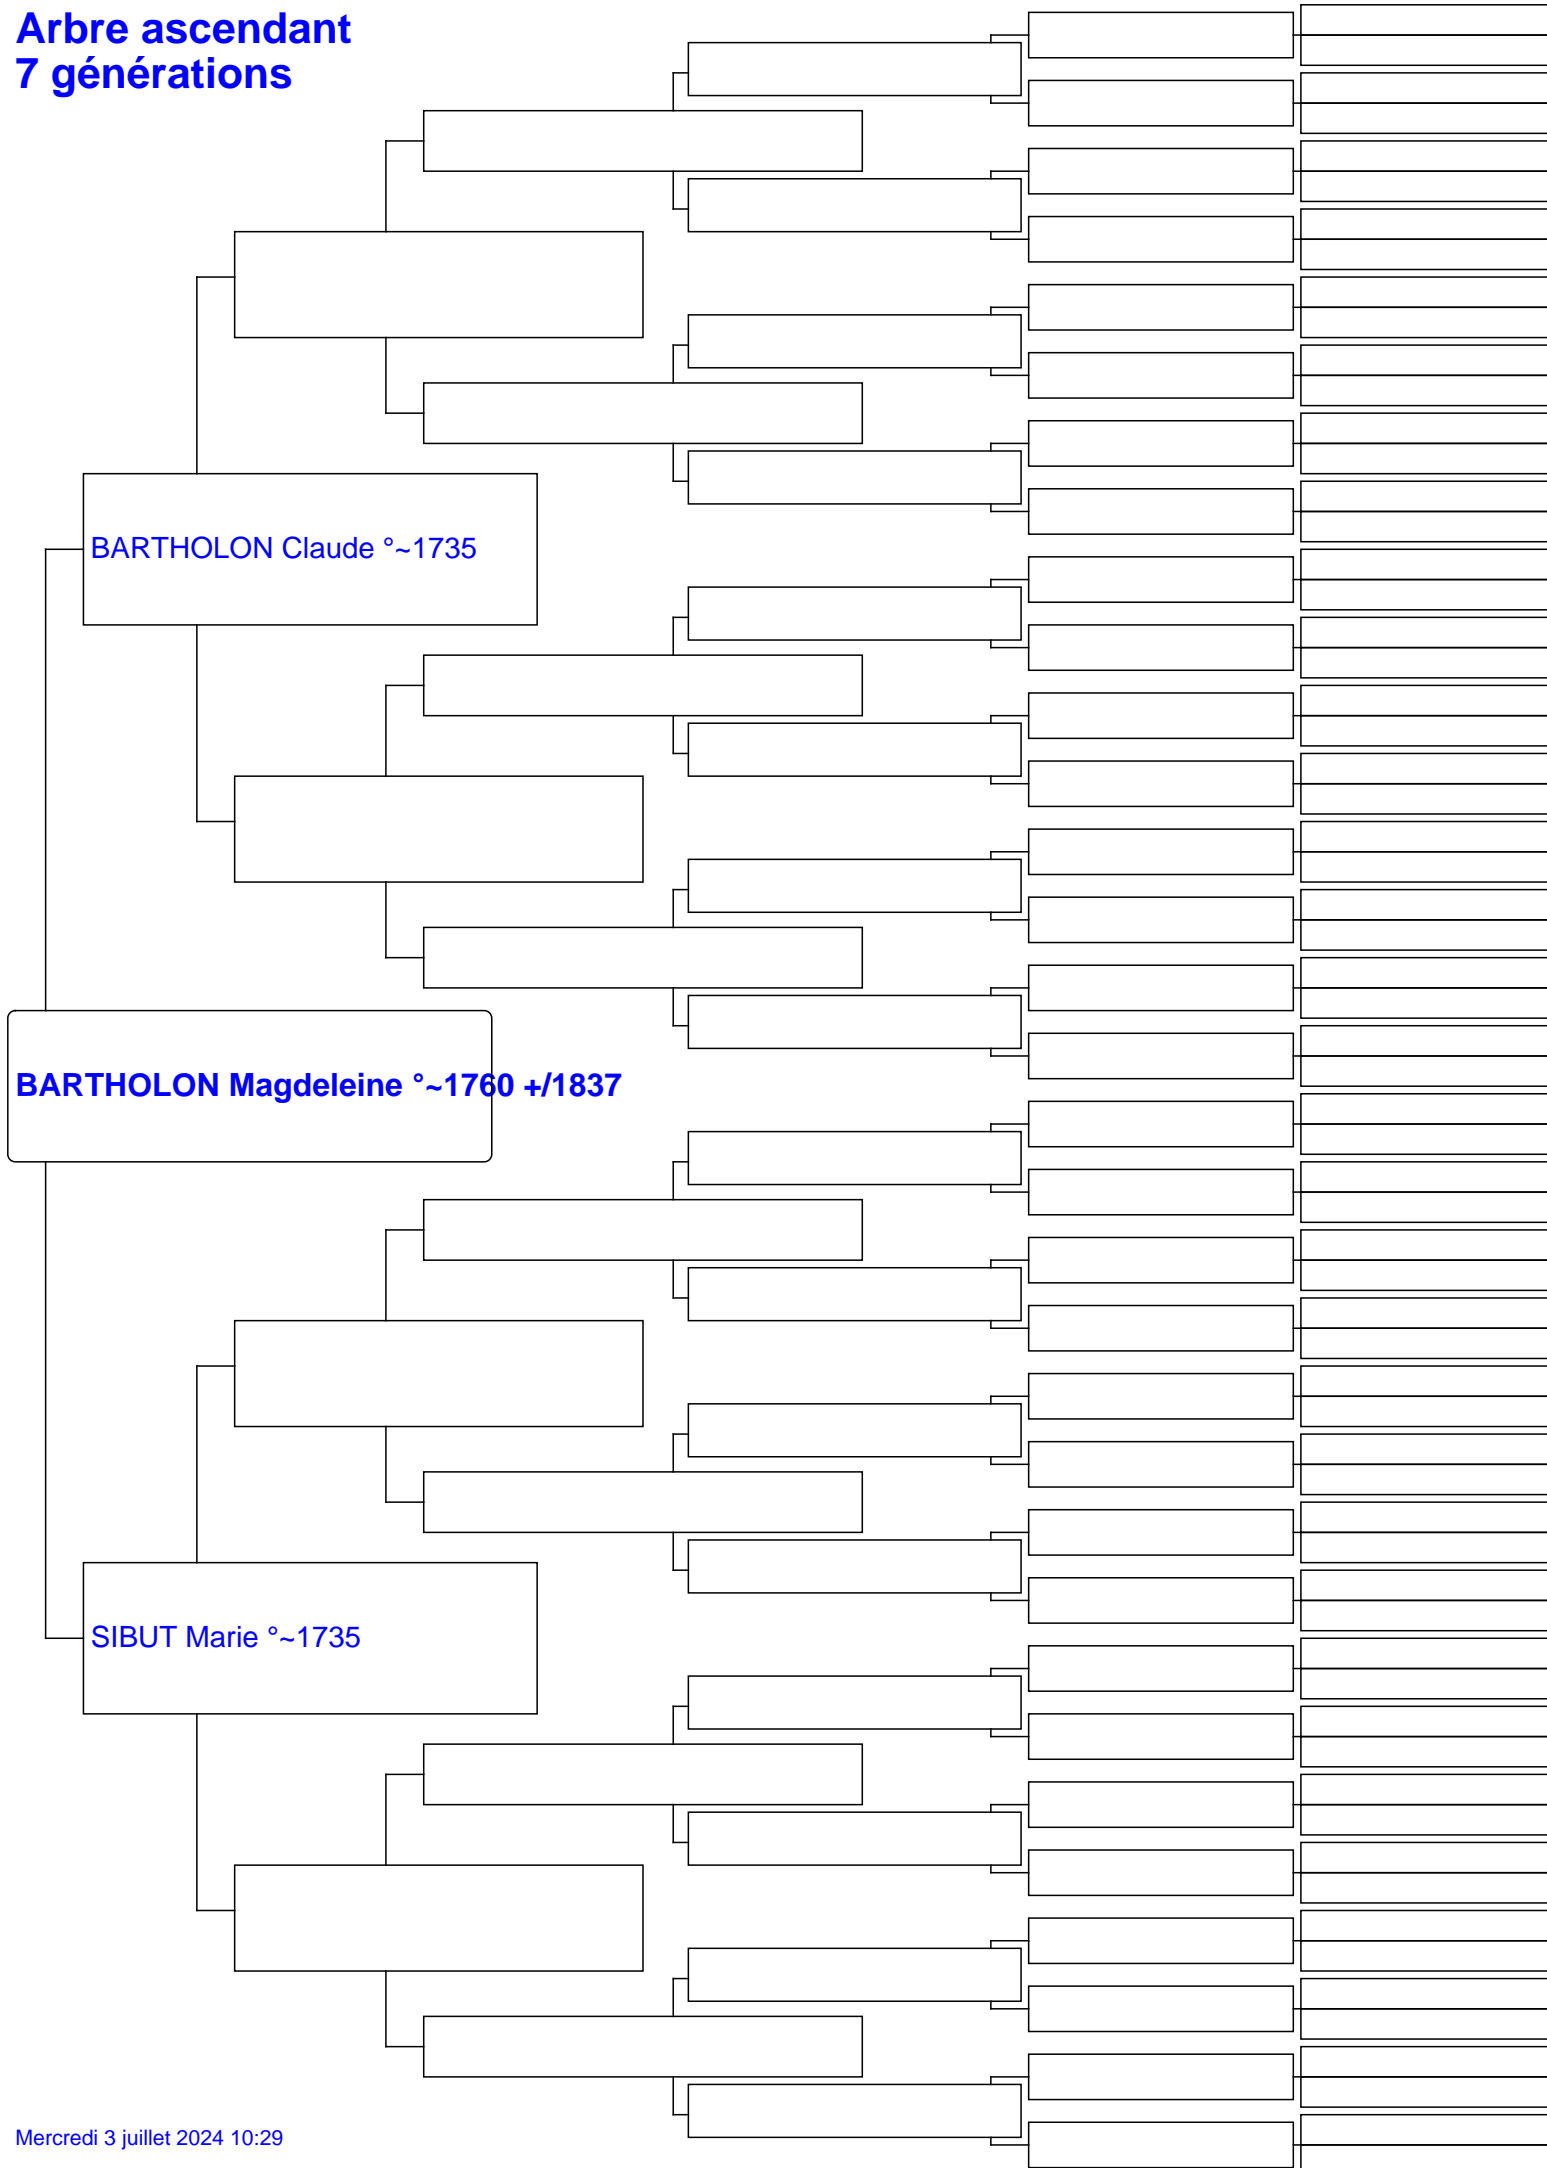 Arbre ascendant
7 générations
BARTHOLON Claude °~1735
BARTHOLON Magdeleine °~1760 +/1837
SIBUT Marie °~1735
Mercredi 3 juillet 2024 10:29